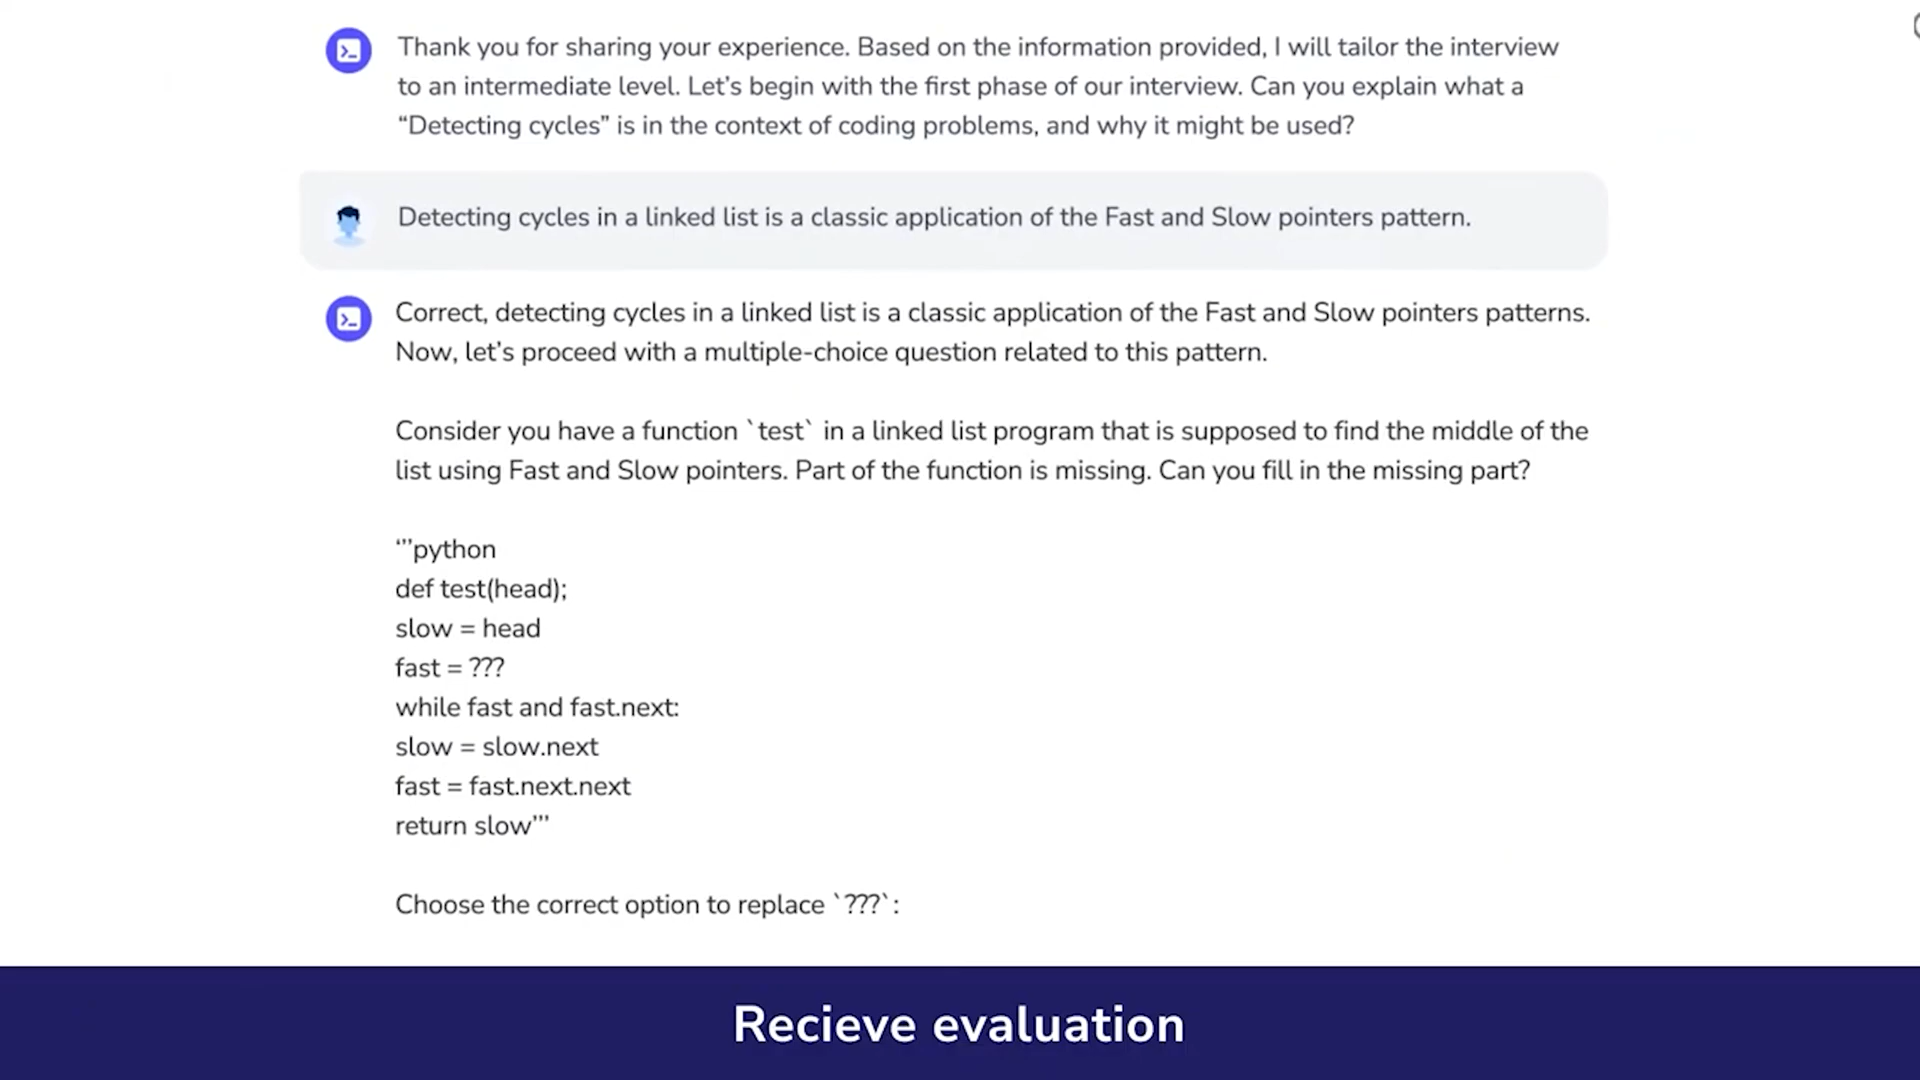 Thank you for sharing your experience. Based on the information provided, I will tailor the interview
to an intermediate level. Let's begin with the first phase of our interview. Can you explain what a
“Detecting cycles” is in the context of coding problems, and why it might be used?
Detecting cycles in a linked list is a classic application of the Fast and Slow pointers pattern.
Correct, detecting cycles in a linked list is a classic application of the Fast and Slow pointers patterns.
Now, let's proceed with a multiple-choice question related to this pattern.
Consider you have a function `test` in a linked list program that is supposed to find the middle of the
list using Fast and Slow pointers. Part of the function is missing. Can you fill in the missing part?
‘’’python
def test(head);
slow = head
fast = ???
while fast and fast.next:
slow = slow.next
fast = fast.next.next
return slow’’’
Choose the correct option to replace `???`:
Recieve evaluation